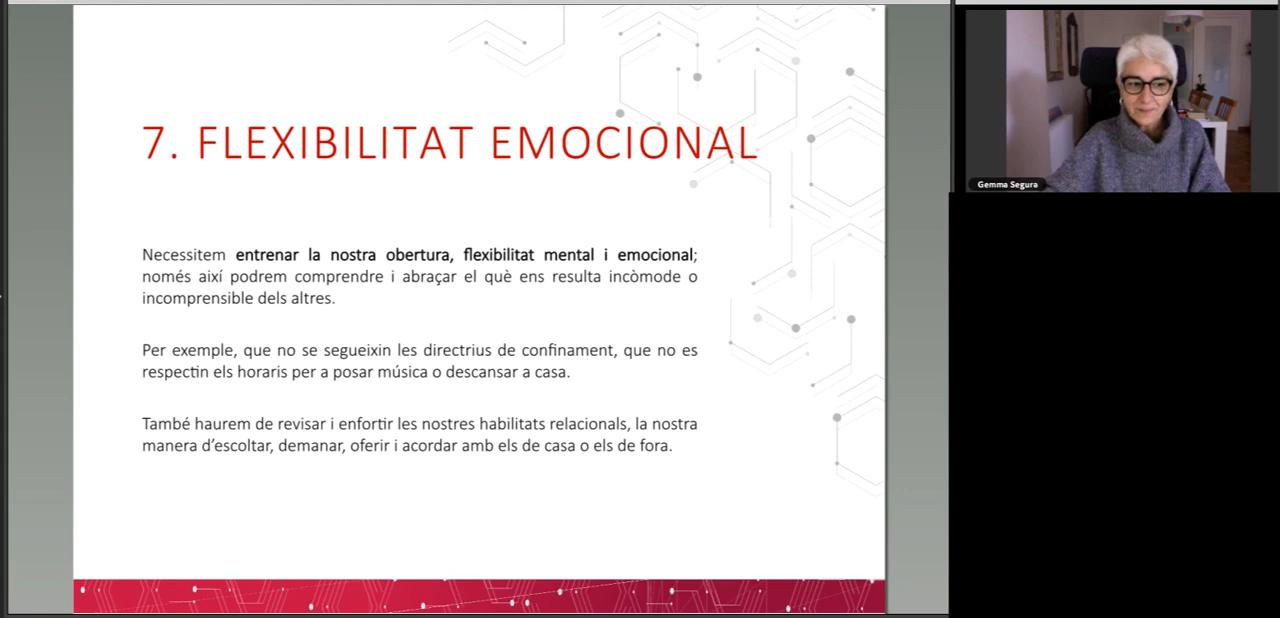 7. FLEXIBILITAT EMOCIONAL
Necessitem entrenar la nostra obertura, flexibilitat mental i emocional;
només així podrem comprendre i abraçar el què ens resulta incòmode o
incomprensible dels altres.
Per exemple, que no se segueixin les directrius de confinament, que no es
respectin els horaris per a posar música o descansar a casa.
També haurem de revisar i enfortir les nostres habilitats relacionals, la nostra
manera d’escoltar, demanar, oferir i acordar amb els de casa o els de fora.
Gemma Segura